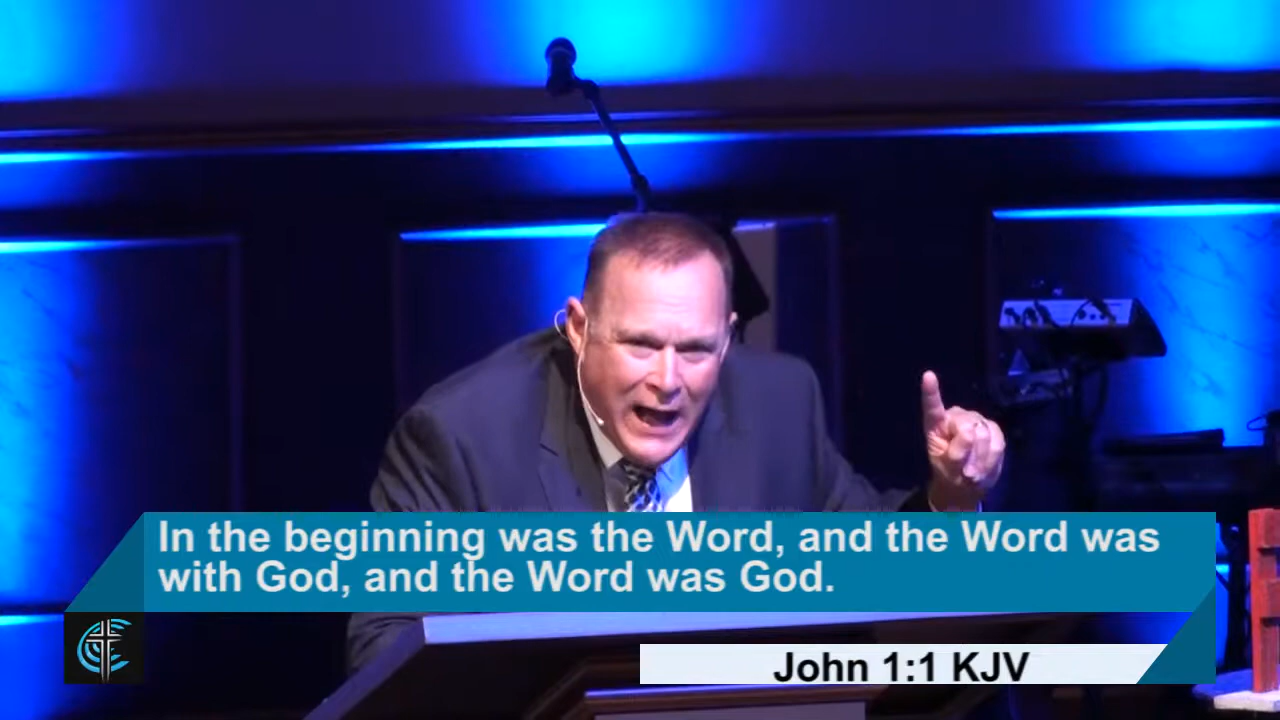 In the beginning was the Word, and the Word was
with God, and the Word was God.
John 1:1 KJV